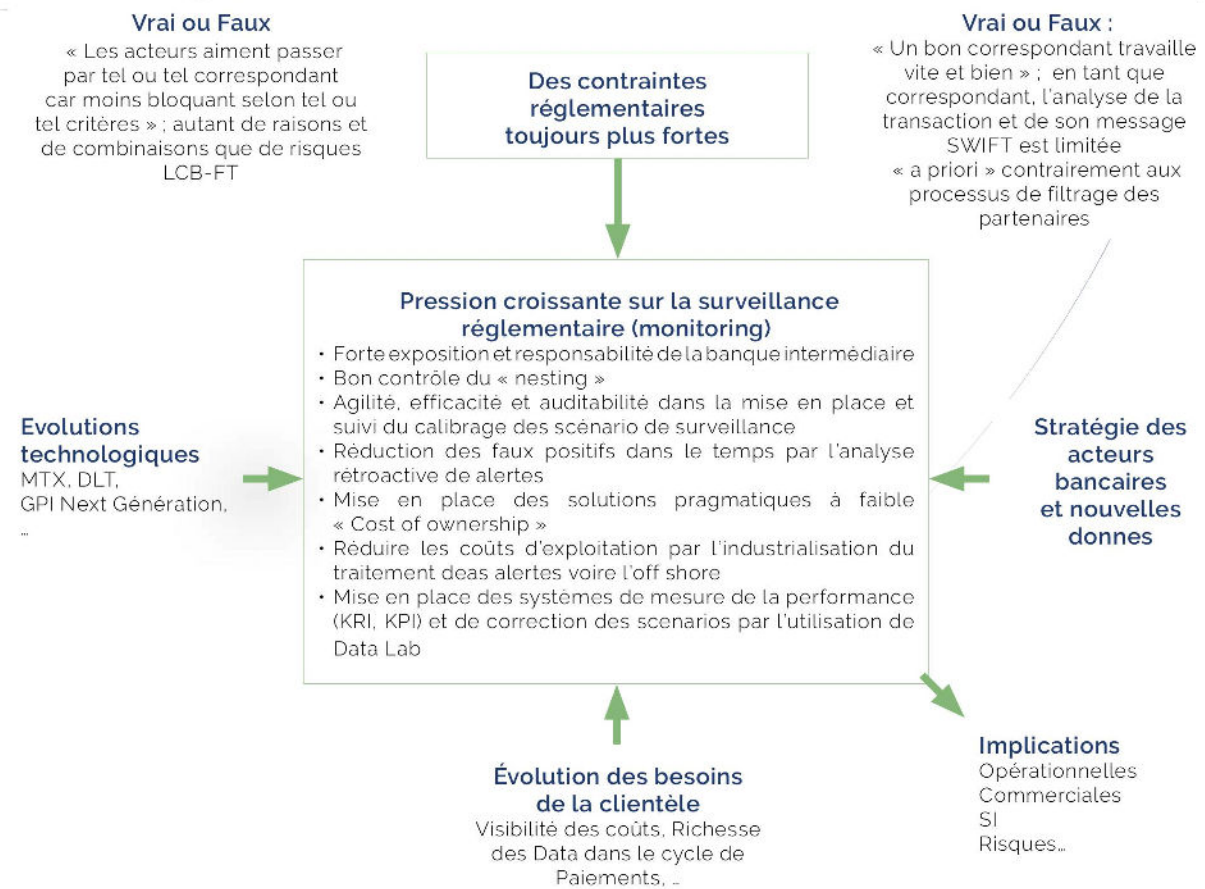 Vrai ou Faux
« Les acteurs aiment passer
par tel ou tel correspondant
car moins bloquant selon tel ou
tel critères » ; autant de raisons et
de combinaisons que de risques
LCB-FT
Des contraintes
réglementaires
toujours plus fortes
Vrai ou Faux :
« Un bon correspondant travaille
vite et bien » ; en tant que
correspondant, l'analyse de la
transaction et de son message
SWIFT est limitée
« a priori » contrairement aux
processus de filtrage des
partenaires
Pression croissante sur la surveillance
réglementaire (monitoring)
• Forte exposition et responsabilité de la banque intermédiaire
• Bon contrôle du « nesting »
• Agilité, efficacité et auditabilité dans la mise en place et
suivi du calibrage des scénario de surveillance
• Réduction des faux positifs dans le temps par l'analyse
rétroactive de alertes
• Mise en place des solutions pragmatiques à faible
« Cost of ownership »
• Réduire les coûts d'exploitation par l'industrialisation du
traitement deas alertes voire l'off shore
• Mise en place des systèmes de mesure de la performance
(KRI, KPI) et de correction des scenarios par l'utilisation de
Data Lab
Evolutions
technologiques
MTX, DLT,
GPI Next Génération,
…
Stratégie des
acteurs
bancaires
et nouvelles
donnes
Évolution des besoins
de la clientèle
Visibilité des coûts, Richesse
des Data dans le cycle de
Paiements, …
Implications
Opérationnelles
Commerciales
SI
Risques…